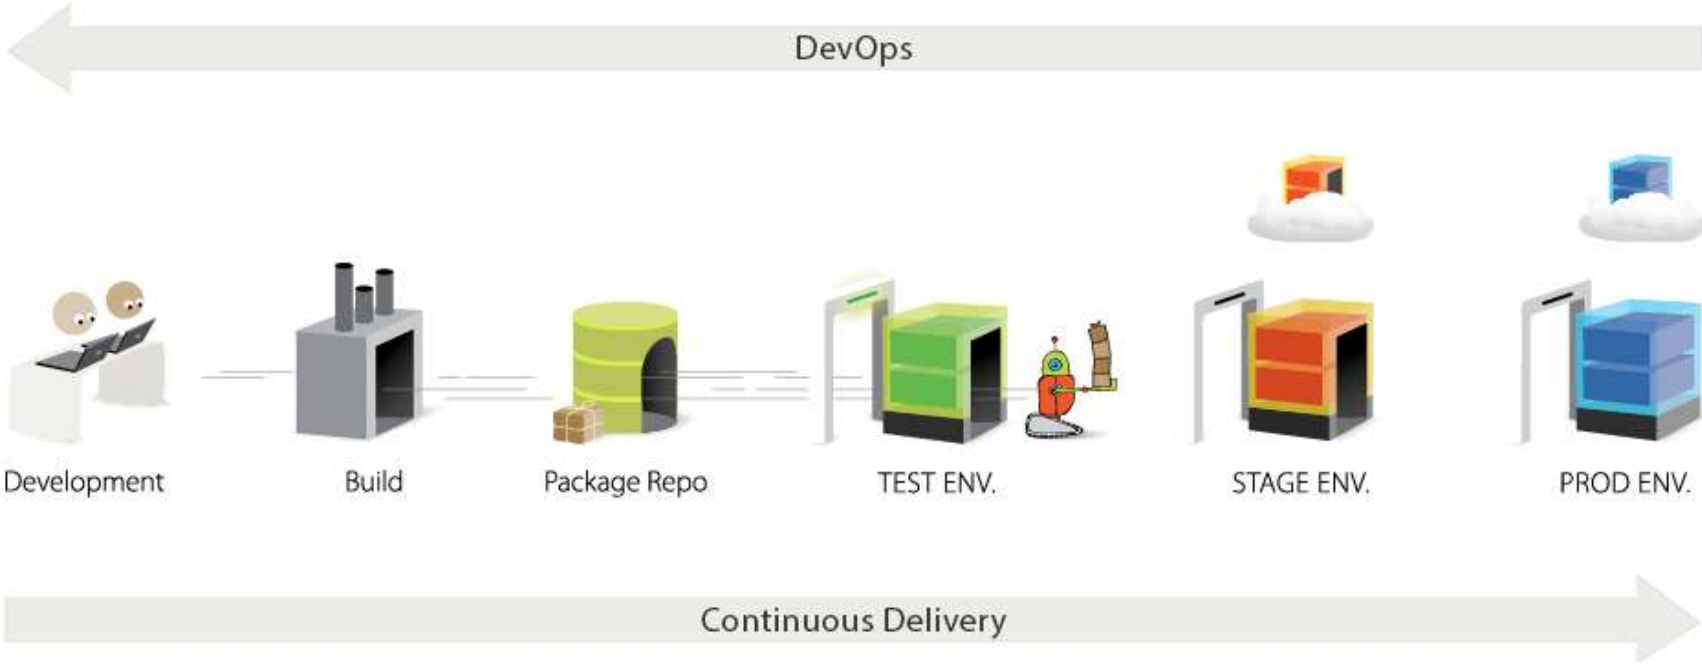 DevOps
Development
Build
Package Repo
TEST ENV.
STAGE ENV.
PROD ENV.
Continuous Delivery